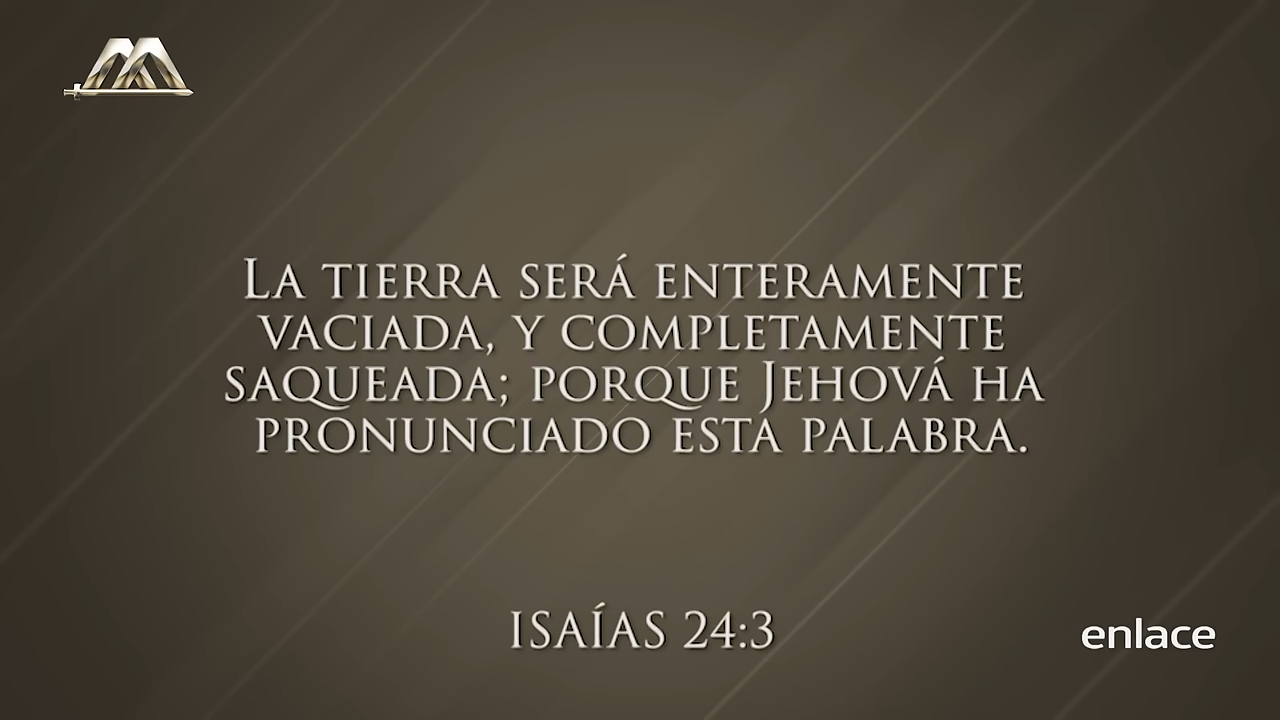 La tierra será enteramente
vaciada, y completamente
saqueada; porque Jehová ha
pronunciado esta palabra.
ISAÍAS 24:3
enlace